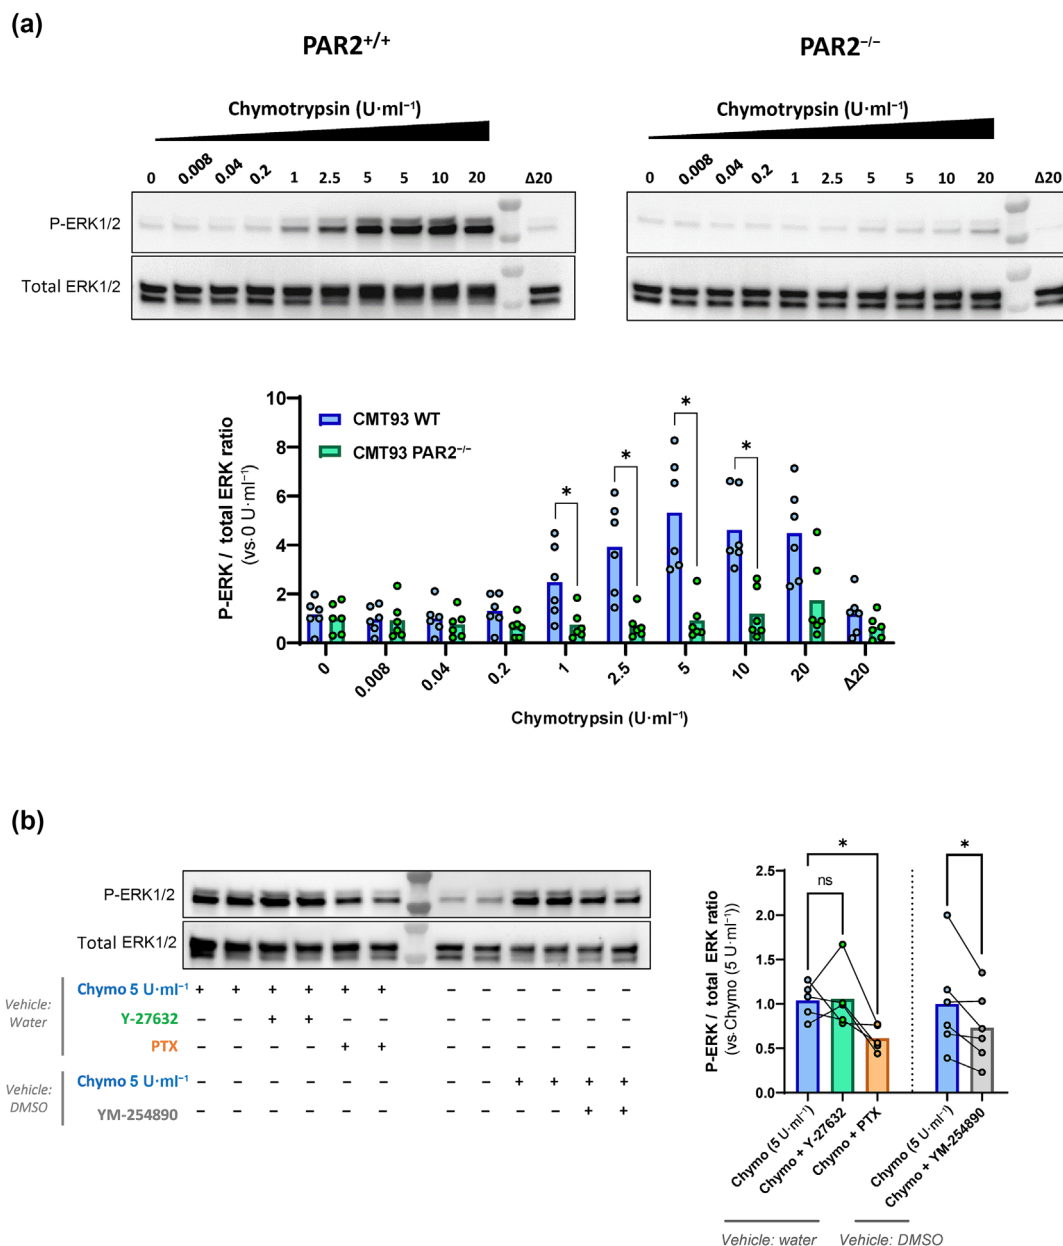 (a)
PAR2+/+
PAR2−/−
Chymotrypsin (U·ml−1)
Chymotrypsin (U·ml−1)
0 0.008 0.04 0.2 1 2.5 5 5 10 20 Δ20
0 0.008 0.04 0.2 1 2.5 5 5 10 20 Δ20
P-ERK1/2
Total ERK1/2
P-ERK / total ERK ratio
(vs·0 U·ml−1)
10
8
6
4
2
0
CMT93 WT
CMT93 PAR2−/−
* * * *
0 0.008 0.04 0.2 1 2.5 5 10 20 Δ20
Chymotrypsin (U·ml−1)
(b)
P-ERK1/2
Total ERK1/2
Vehicle:
Water
Chymo 5 U·ml−1 + + + + + + − − − − − −
Y-27632 − − + + − − − − − − − −
PTX − − − − + + − − − − − −
Vehicle:
DMSO
Chymo 5 U·ml−1 − − − − − − − − + + + +
YM-254890 − − − − − − − − − − + +
P-ERK / total ERK ratio
(vs·Chymo (5 U·ml−1))
2.5
2.0
1.5
1.0
0.5
0.0
*
ns
*
Chymo (5 U·ml−1)
Chymo + Y-27632
Chymo + PTX
Chymo (5 U·ml−1)
Chymo + YM-254890
Vehicle: water
Vehicle: DMSO